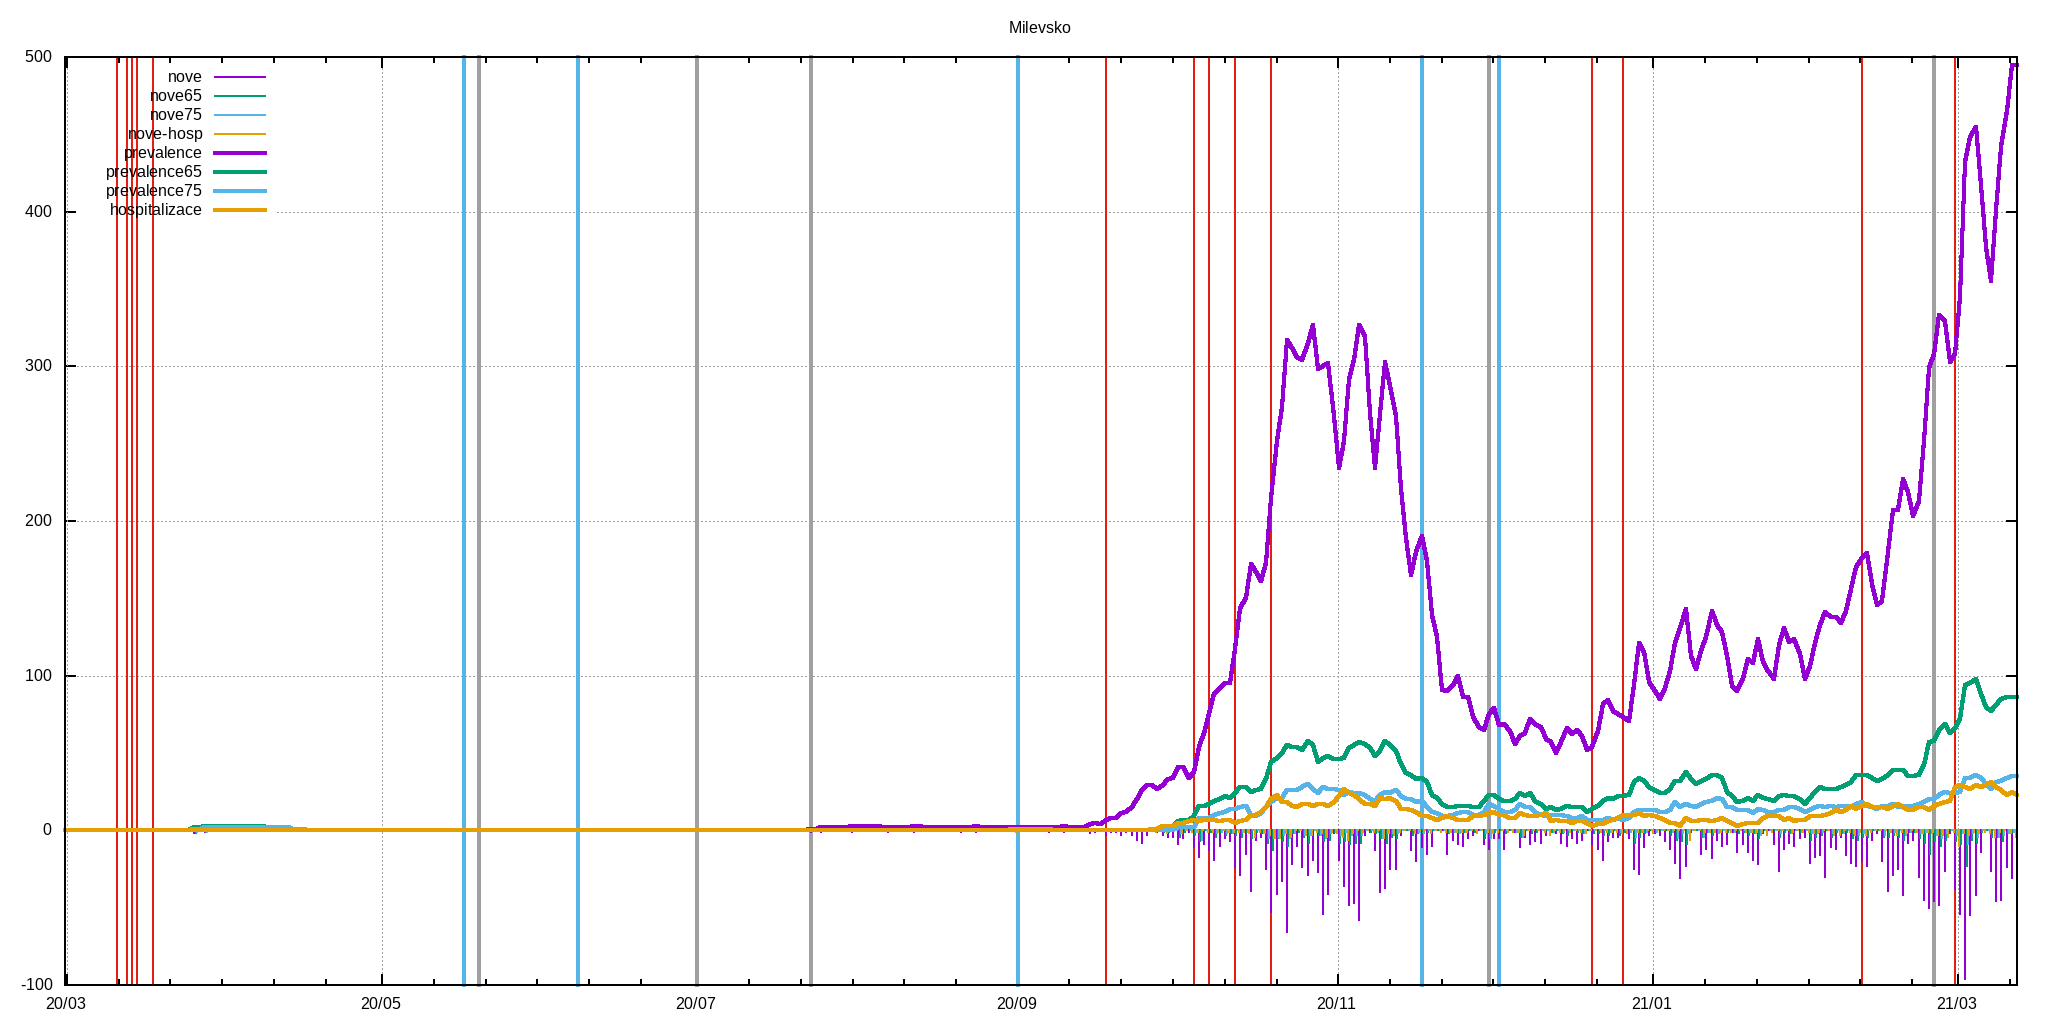 Milevsko
500
nove
nove65
nove75
nove-hosp
prevalence
prevalence65
prevalence75
hospitalizace
400
300
200
100
0
-100
20/03 20/05 20/07 20/09 20/11 21/01 21/03